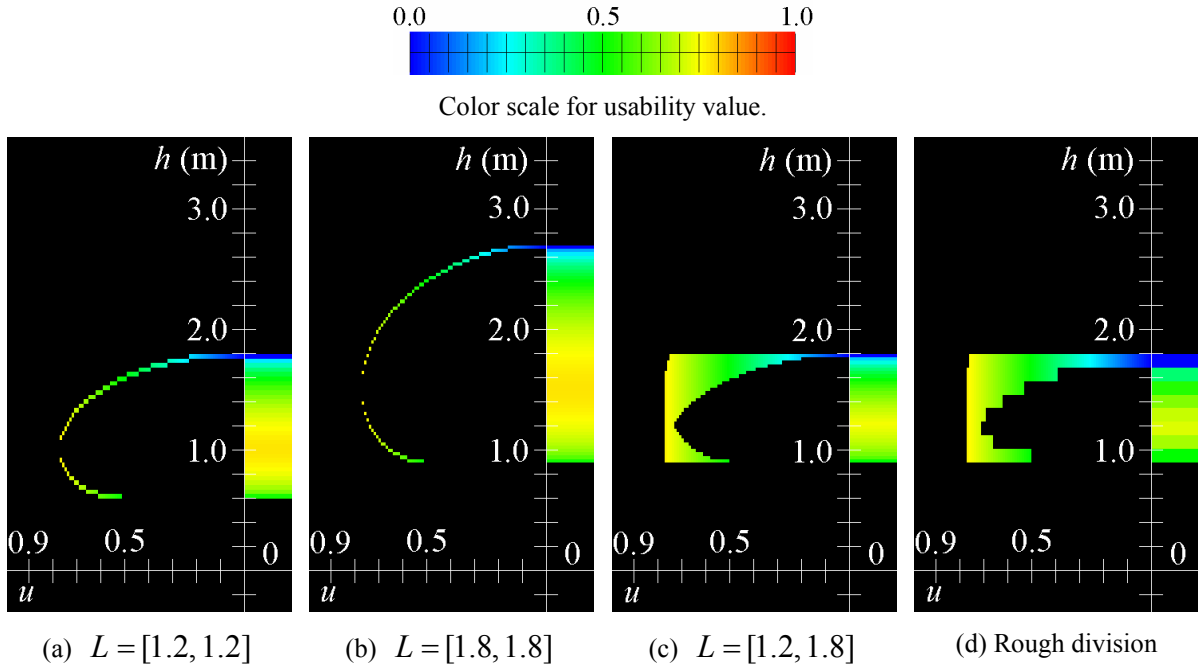 0.0 0.5 1.0
Color scale for usability value.
h (m) h (m) h (m) h (m)
3.0 3.0 3.0 3.0
2.0 2.0 2.0 2.0
1.0 1.0 1.0 1.0
0.9 0.5 0 0.9 0.5 0 0.9 0.5 0 0.9 0.5 0
u u u u
(a) L = [1.2, 1.2] (b) L = [1.8, 1.8] (c) L = [1.2, 1.8] (d) Rough division